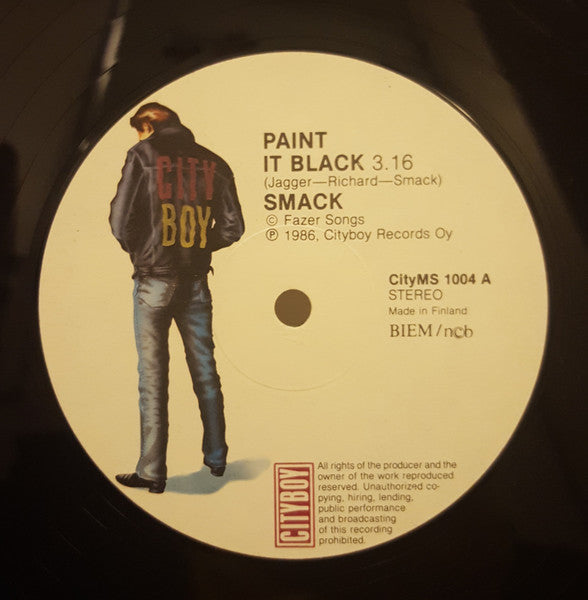 CITY
BOY
PAINT
IT BLACK 3.16
(Jagger—Richard—Smack)
SMACK
© Fazer Songs
℗ 1986, Cityboy Records Oy
CityMS 1004 A
STEREO
Made in Finland
BIEM/ncb
CITYBOY
All rights of the producer and the
owner of the work reproduced
reserved. Unauthorized co-
pying, hiring, lending,
public performance
and broadcasting
of this recording
prohibited.